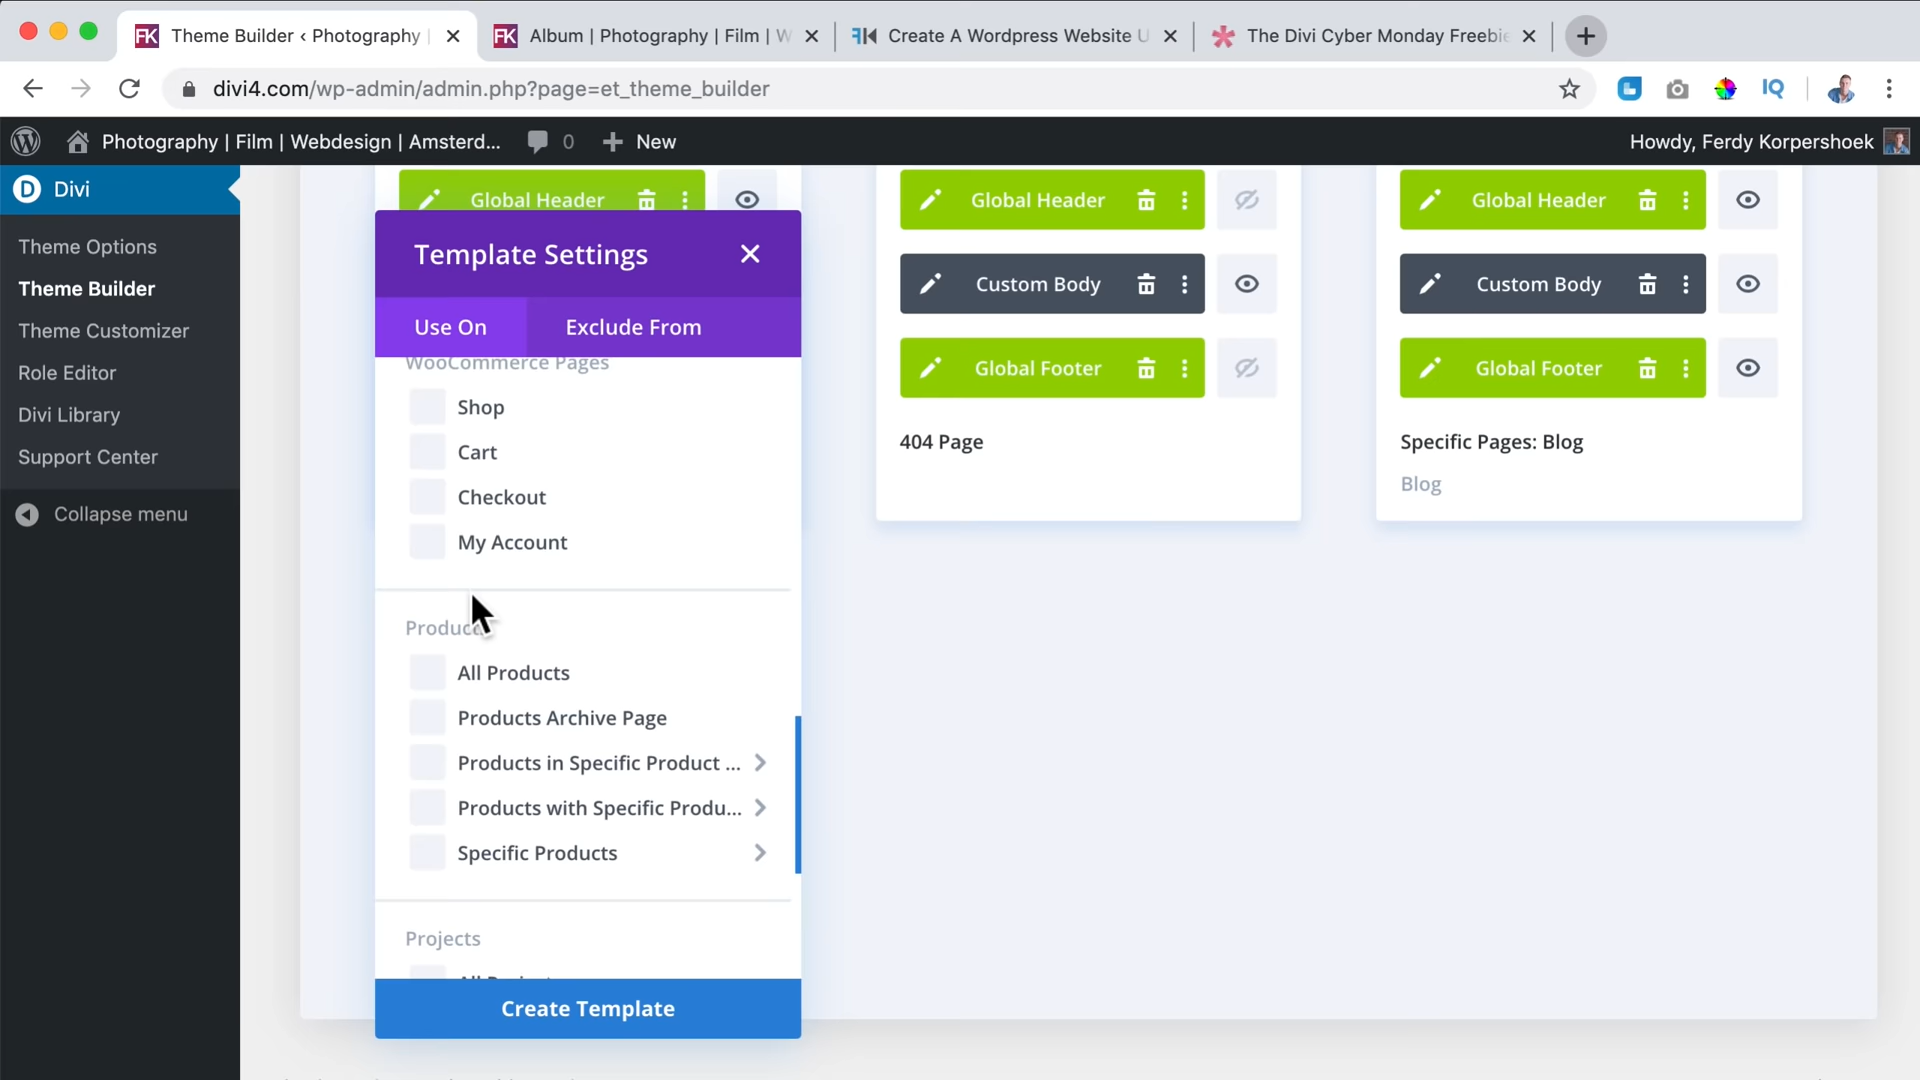 Theme Builder ‹ Photography
Album | Photography | Film | W
Create A Wordpress Website U
The Divi Cyber Monday Freebie
divi4.com/wp-admin/admin.php?page=et_theme_builder
Photography | Film | Webdesign | Amsterd...
0
New
Howdy, Ferdy Korpershoek
Divi
Theme Options
Theme Builder
Theme Customizer
Role Editor
Divi Library
Support Center
Collapse menu
Global Header
Template Settings
Use On
Exclude From
WooCommerce Pages
Shop
Cart
Checkout
My Account
All Products
Products Archive Page
Products in Specific Product ...
Products with Specific Produ...
Specific Products
Projects
Create Template
Global Header
Custom Body
Global Footer
404 Page
Global Header
Custom Body
Global Footer
Specific Pages: Blog
Blog